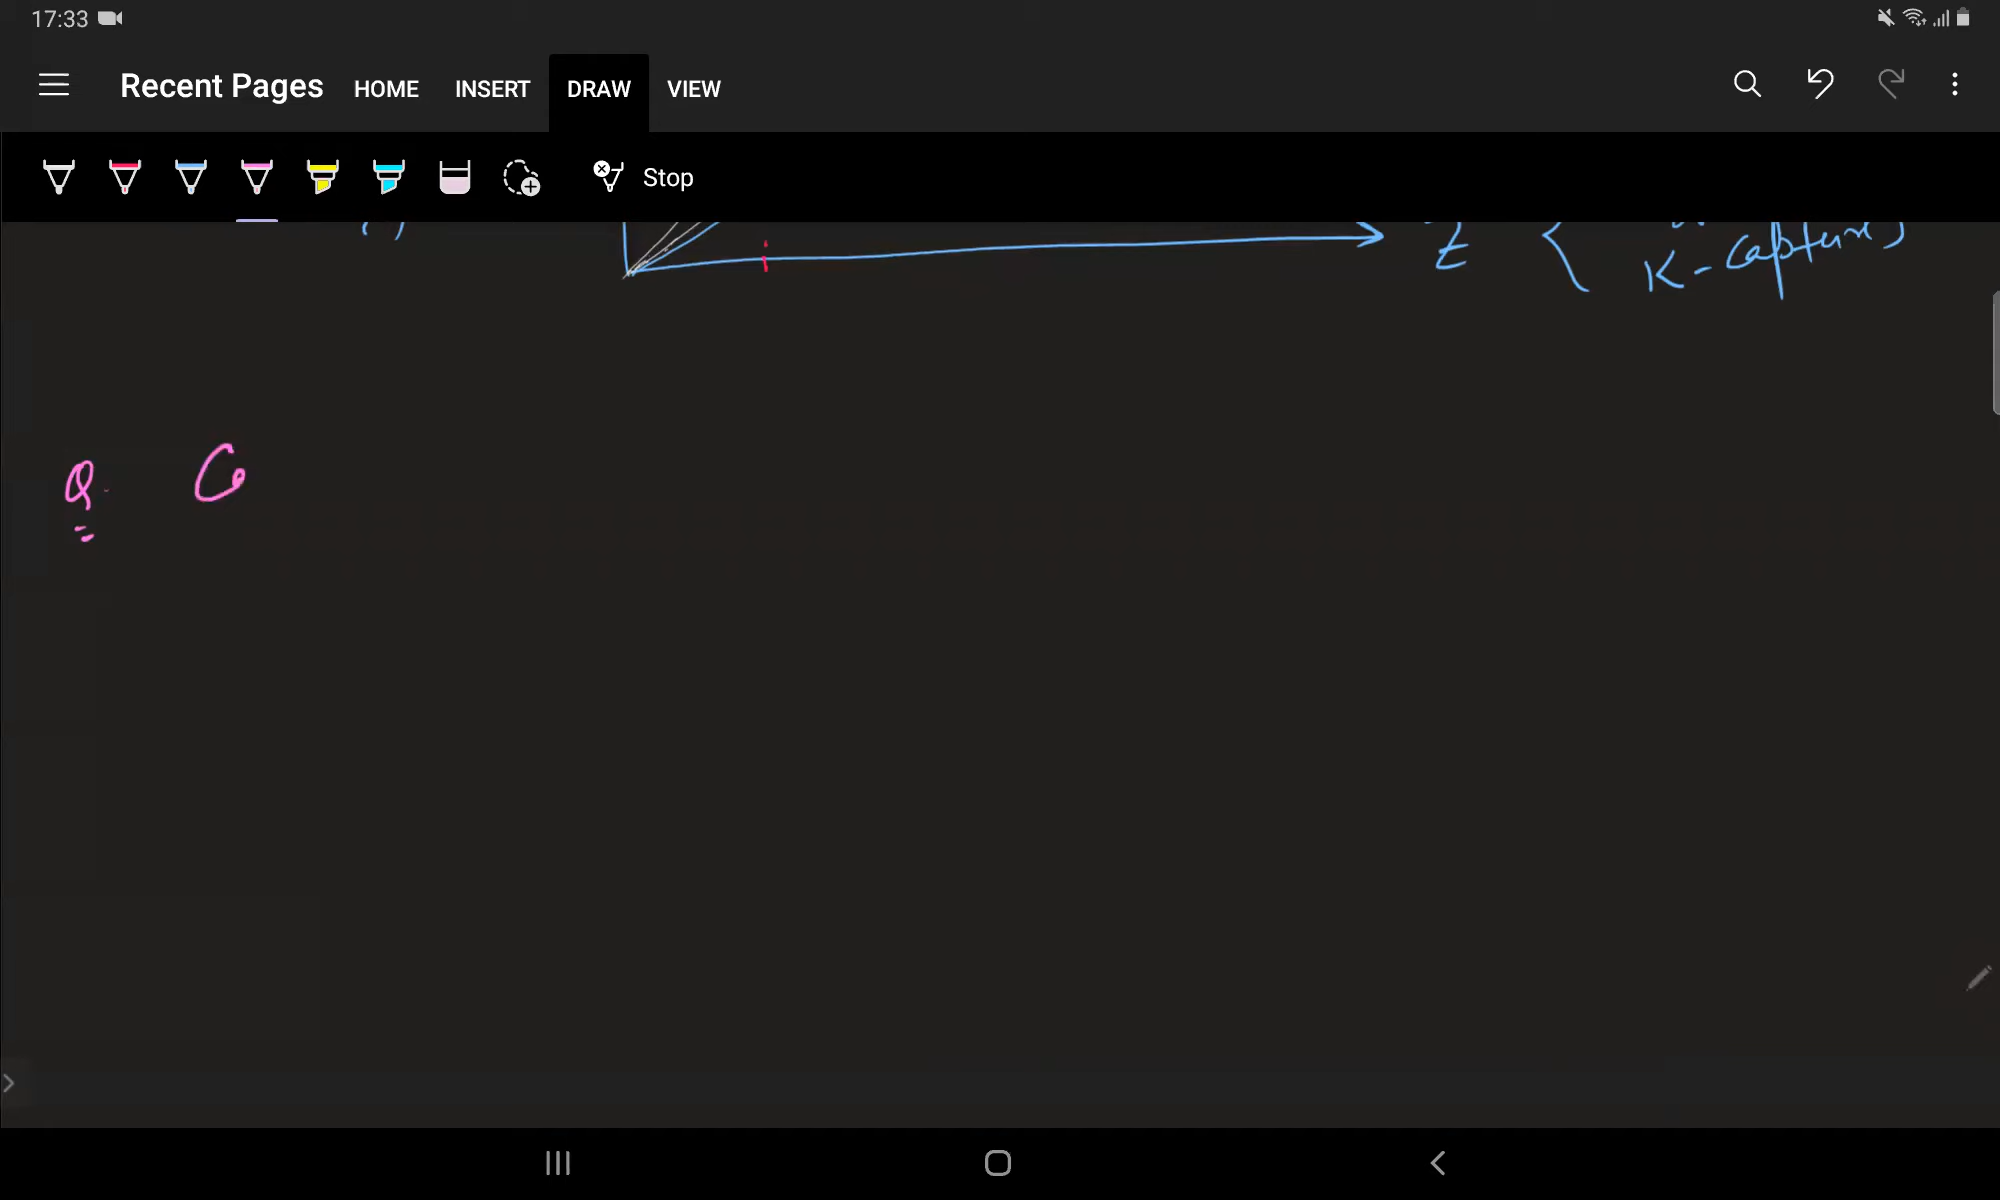 17:33
Recent Pages HOME INSERT DRAW VIEW
Stop
Z
K-Capture)
Q.